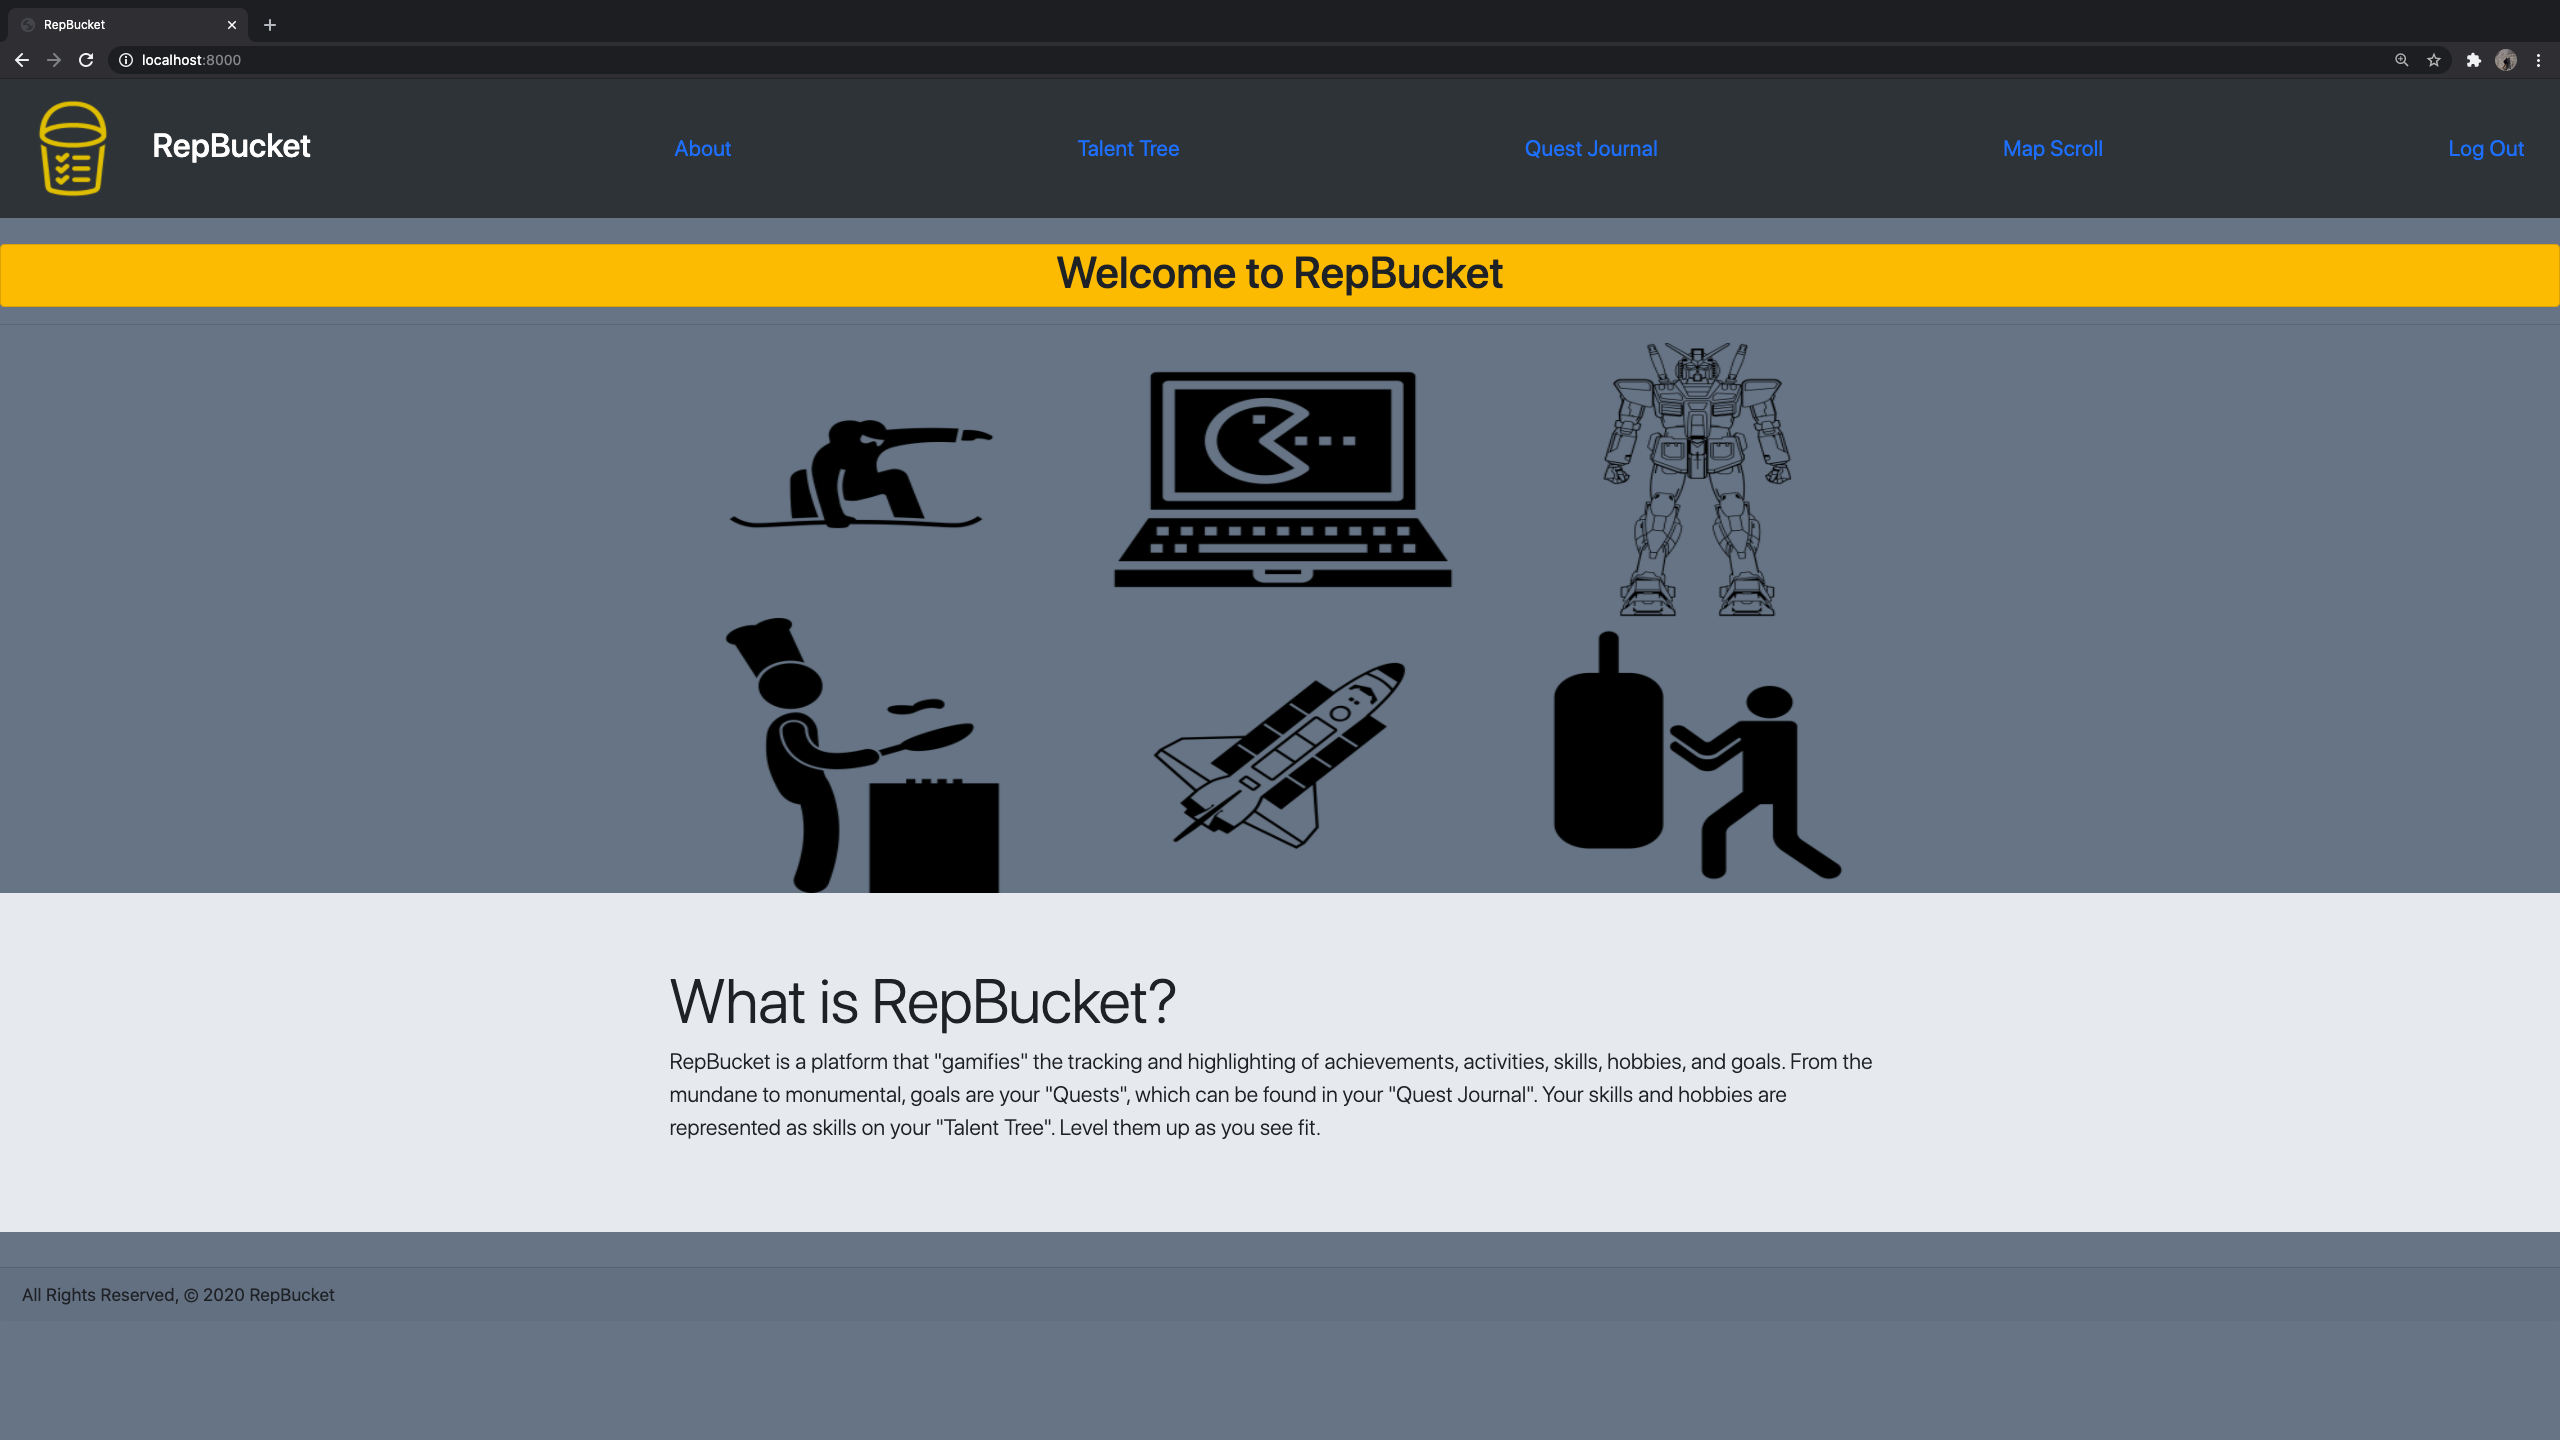 RepBucket
localhost:8000
RepBucket
About
Talent Tree
Quest Journal
Map Scroll
Log Out
Welcome to RepBucket
What is RepBucket?
RepBucket is a platform that "gamifies" the tracking and highlighting of achievements, activities, skills, hobbies, and goals. From the
mundane to monumental, goals are your "Quests", which can be found in your "Quest Journal". Your skills and hobbies are
represented as skills on your "Talent Tree". Level them up as you see fit.
All Rights Reserved, © 2020 RepBucket